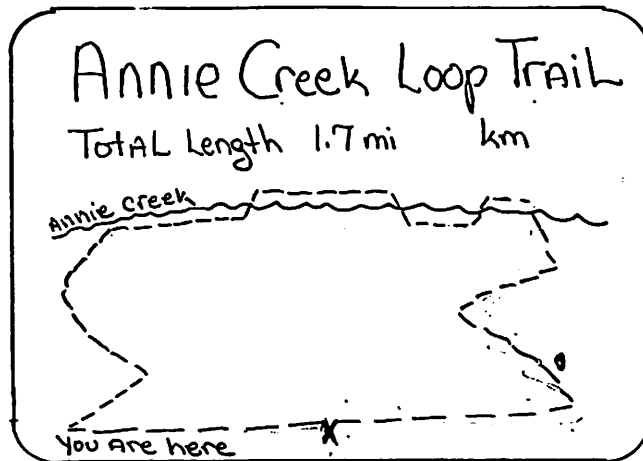 Annie Creek Loop Trail
Total Length 1.7 mi km
Annie Creek
You Are here
X